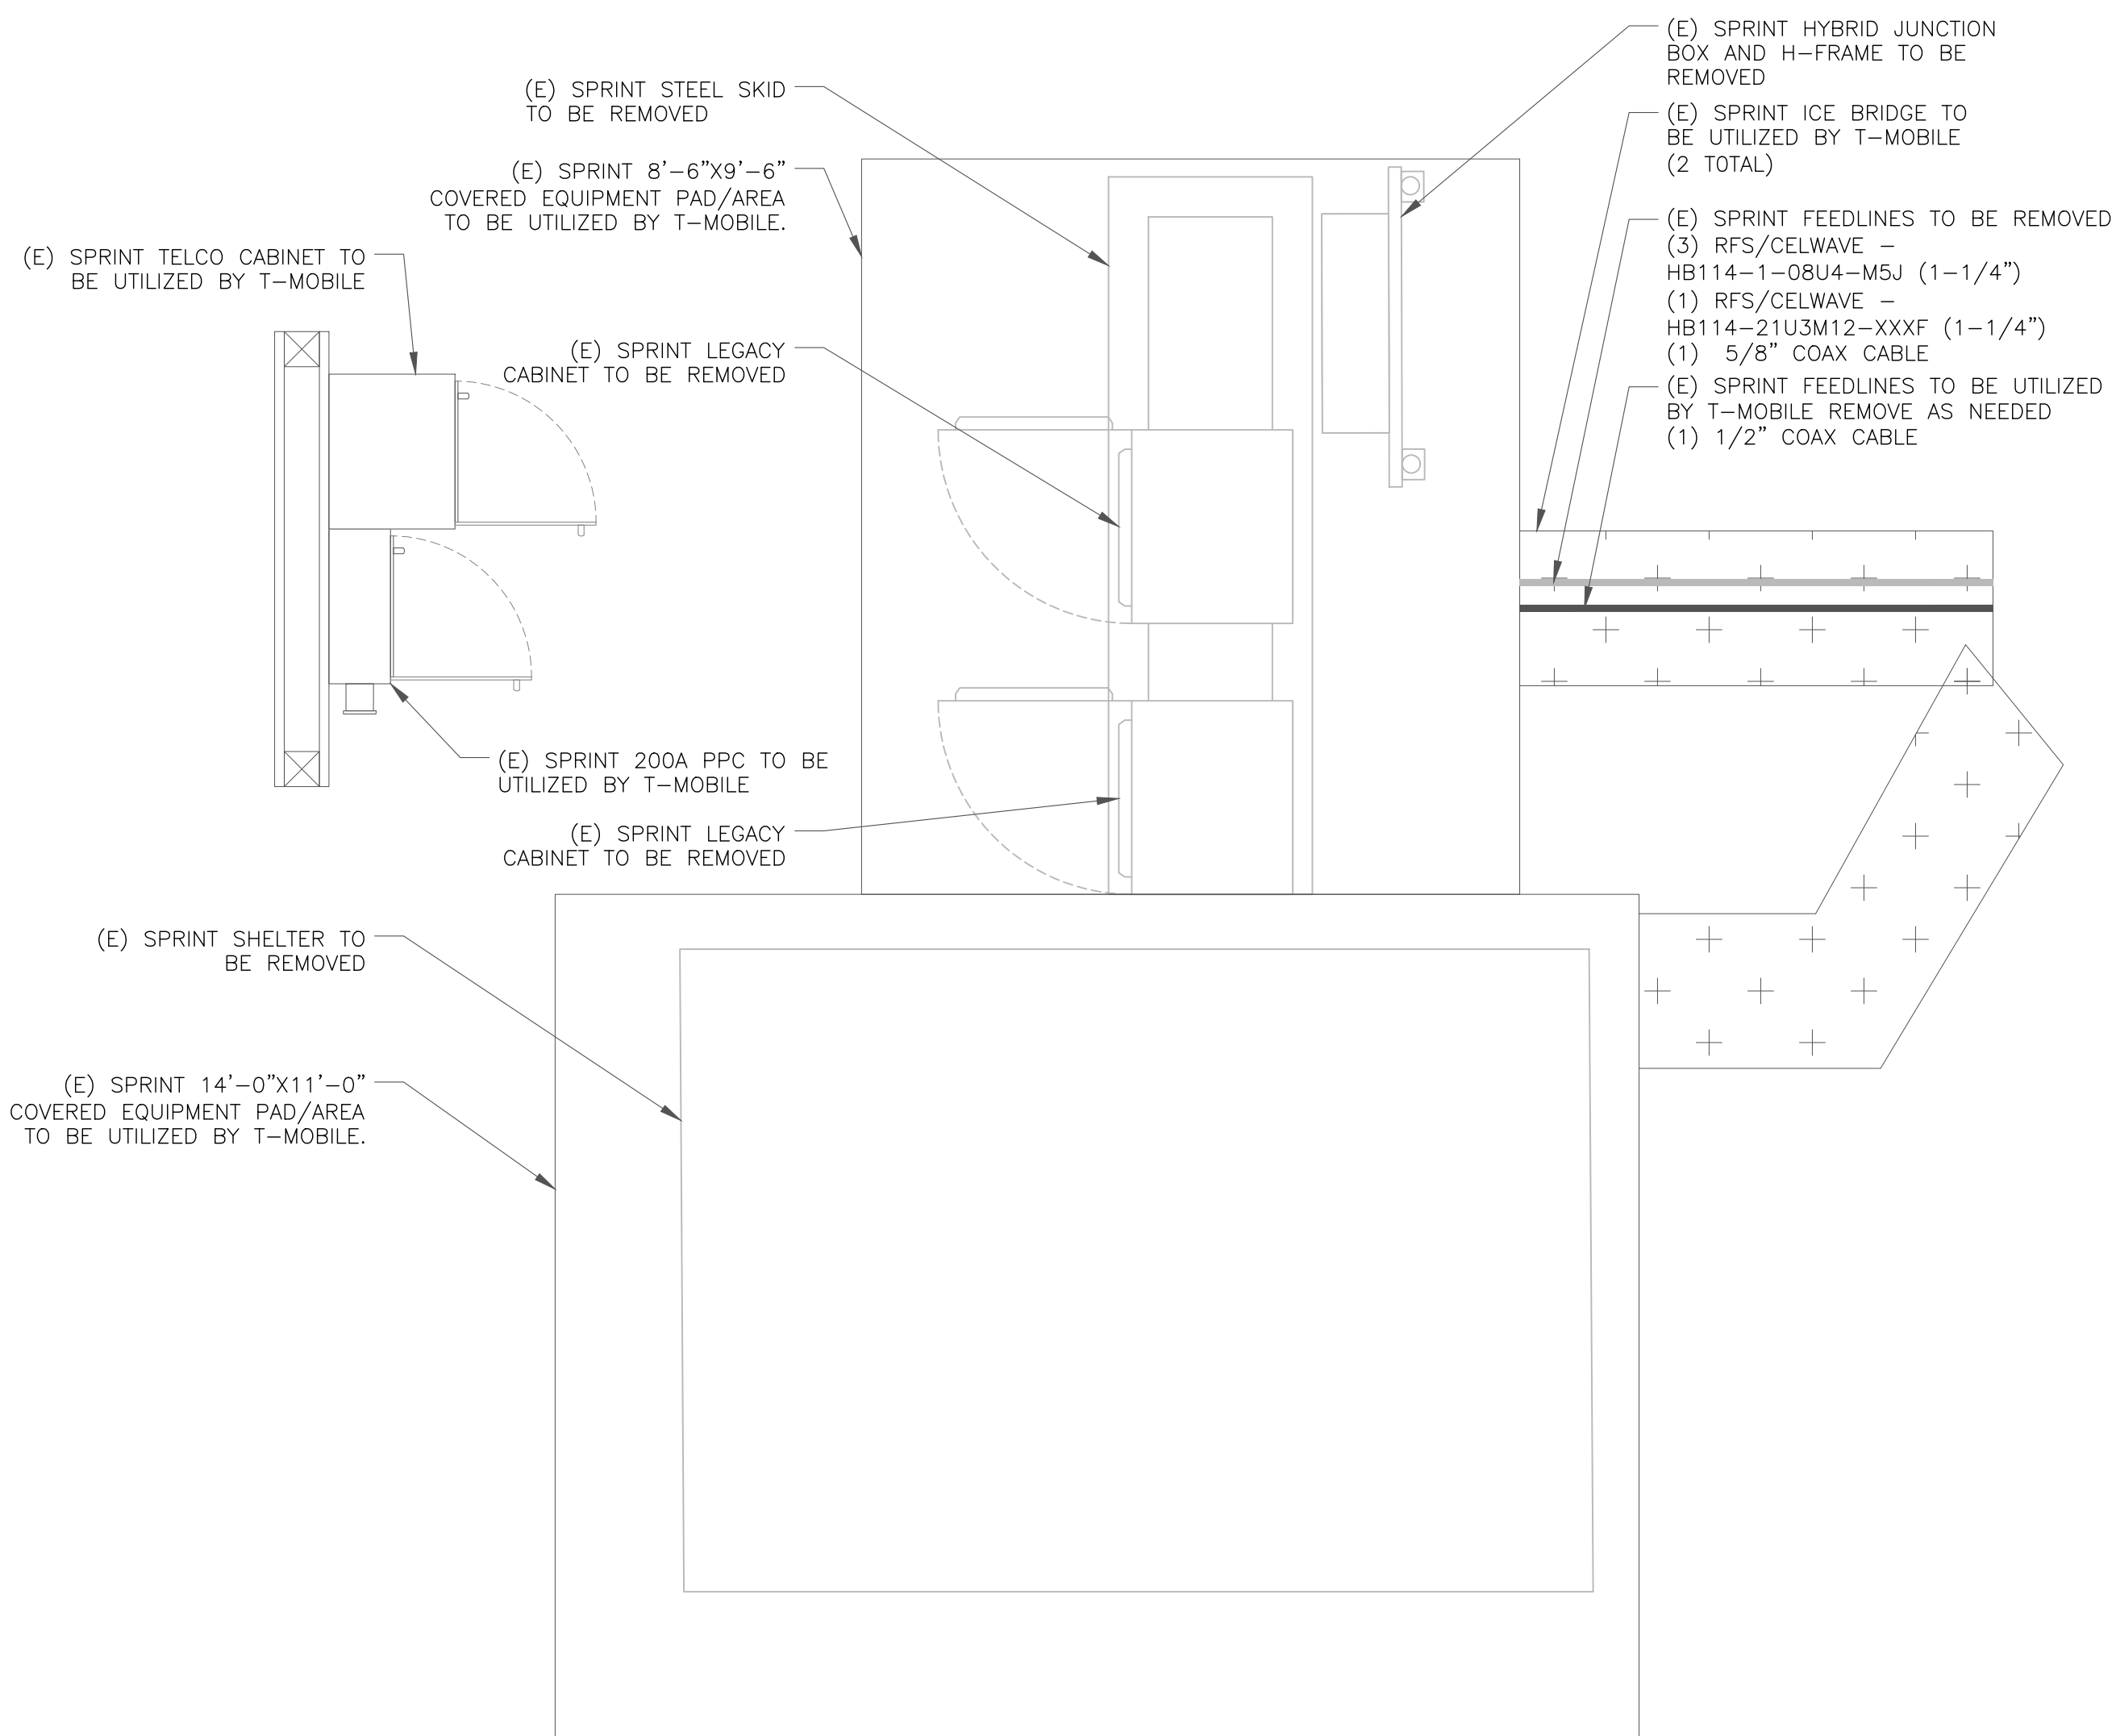 (E) SPRINT HYBRID JUNCTION
BOX AND H-FRAME TO BE
REMOVED
(E) SPRINT STEEL SKID
TO BE REMOVED
(E) SPRINT ICE BRIDGE TO
BE UTILIZED BY T-MOBILE
(2 TOTAL)
(E) SPRINT 8'-6"X9'-6"
COVERED EQUIPMENT PAD/AREA
TO BE UTILIZED BY T-MOBILE.
(E) SPRINT FEEDLINES TO BE REMOVED
(3) RFS/CELWAVE -
HB114-1-08U4-M5J (1-1/4")
(1) RFS/CELWAVE -
HB114-21U3M12-XXXF (1-1/4")
(1) 5/8" COAX CABLE
(E) SPRINT TELCO CABINET TO
BE UTILIZED BY T-MOBILE
(E) SPRINT LEGACY
CABINET TO BE REMOVED
(E) SPRINT FEEDLINES TO BE UTILIZED
BY T-MOBILE REMOVE AS NEEDED
(1) 1/2" COAX CABLE
(E) SPRINT 200A PPC TO BE
UTILIZED BY T-MOBILE
(E) SPRINT LEGACY
CABINET TO BE REMOVED
(E) SPRINT SHELTER TO
BE REMOVED
(E) SPRINT 14'-0"X11'-0"
COVERED EQUIPMENT PAD/AREA
TO BE UTILIZED BY T-MOBILE.